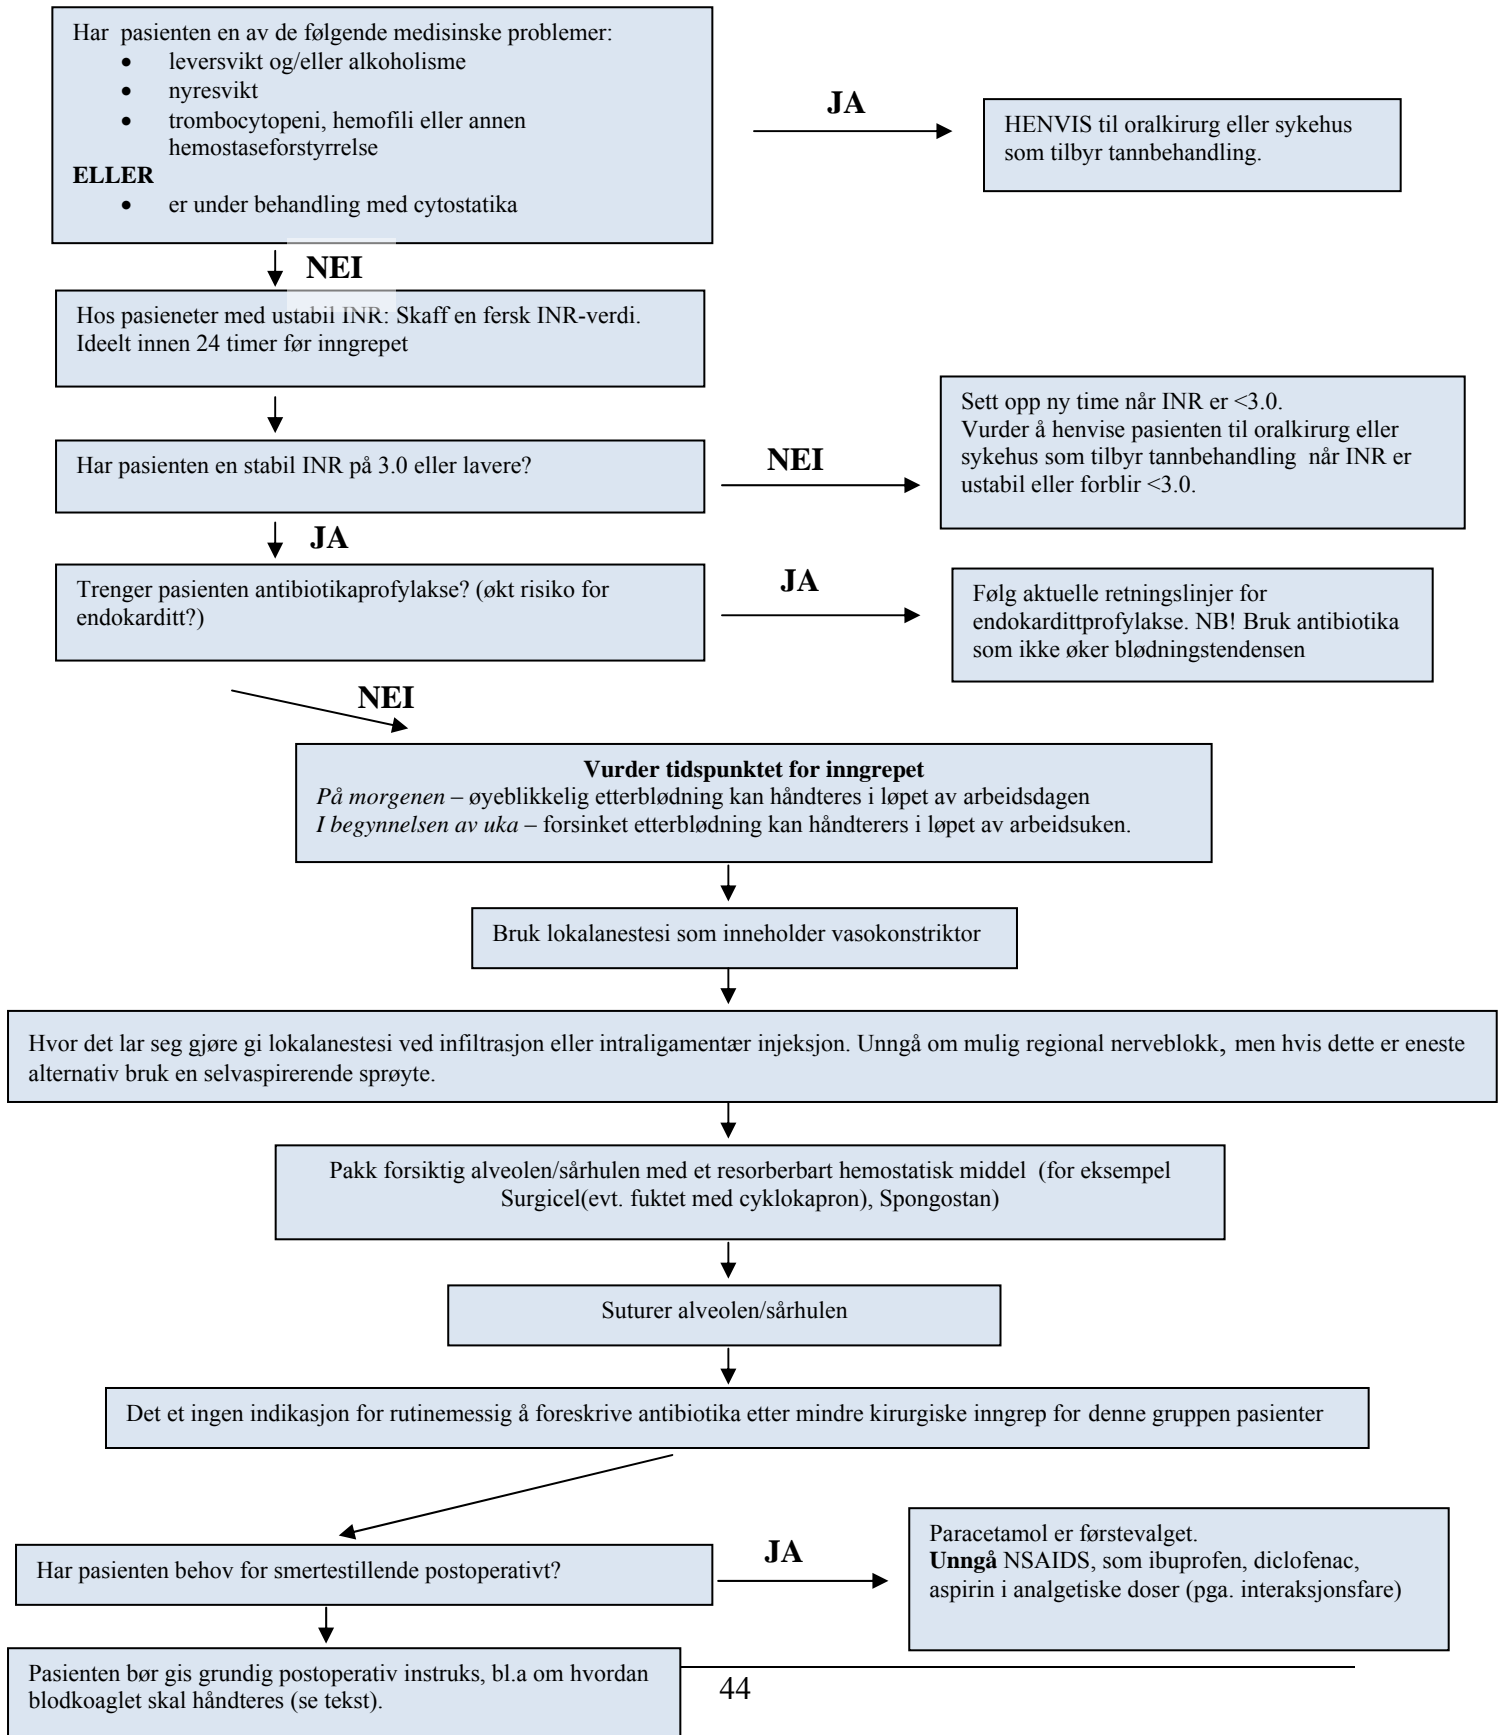 Har pasienten en av de følgende medisinske problemer:
• leversvikt og/eller alkoholisme
• nyresvikt
• trombocytopeni, hemofili eller annen
hemostaseforstyrrelse
ELLER
• er under behandling med cytostatika
JA
HENVIS til oralkirurg eller sykehus
som tilbyr tannbehandling.
NEI
Hos pasieneter med ustabil INR: Skaff en fersk INR-verdi.
Ideelt innen 24 timer før inngrepet
Har pasienten en stabil INR på 3.0 eller lavere?
NEI
Sett opp ny time når INR er <3.0.
Vurder å henvise pasienten til oralkirurg eller
sykehus som tilbyr tannbehandling når INR er
ustabil eller forblir <3.0.
JA
Trenger pasienten antibiotikaprofylakse? (økt risiko for
endokarditt?)
JA
Følg aktuelle retningslinjer for
endokardittprofylakse. NB! Bruk antibiotika
som ikke øker blødningstendensen
NEI
Vurder tidspunktet for inngrepet
På morgenen – øyeblikkelig etterblødning kan håndteres i løpet av arbeidsdagen
I begynnelsen av uka – forsinket etterblødning kan håndterers i løpet av arbeidsuken.
Bruk lokalanestesi som inneholder vasokonstriktor
Hvor det lar seg gjøre gi lokalanestesi ved infiltrasjon eller intraligamentær injeksjon. Unngå om mulig regional nerveblokk, men hvis dette er eneste
alternativ bruk en selvaspirerende sprøyte.
Pakk forsiktig alveolen/sårhulen med et resorberbart hemostatisk middel (for eksempel
Surgicel(evt. fuktet med cyklokapron), Spongostan)
Suturer alveolen/sårhulen
Det et ingen indikasjon for rutinemessig å foreskrive antibiotika etter mindre kirurgiske inngrep for denne gruppen pasienter
Har pasienten behov for smertestillende postoperativt?
JA
Paracetamol er førstevalget.
Unngå NSAIDS, som ibuprofen, diclofenac,
aspirin i analgetiske doser (pga. interaksjonsfare)
Pasienten bør gis grundig postoperativ instruks, bl.a om hvordan
blodkoaglet skal håndteres (se tekst).
44